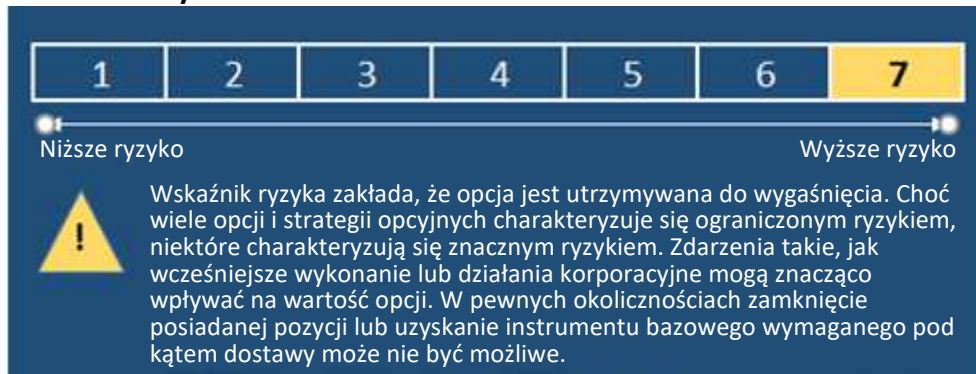 1 2 3 4 5 6 7
Niższe ryzyko Wyższe ryzyko
!
Wskaźnik ryzyka zakłada, że opcja jest utrzymywana do wygaśnięcia. Choć
wiele opcji i strategii opcyjnych charakteryzuje się ograniczonym ryzykiem,
niektóre charakteryzują się znacznym ryzykiem. Zdarzenia takie, jak
wcześniejsze wykonanie lub działania korporacyjne mogą znacząco
wpływać na wartość opcji. W pewnych okolicznościach zamknięcie
posiadanej pozycji lub uzyskanie instrumentu bazowego wymaganego pod
kątem dostawy może nie być możliwe.